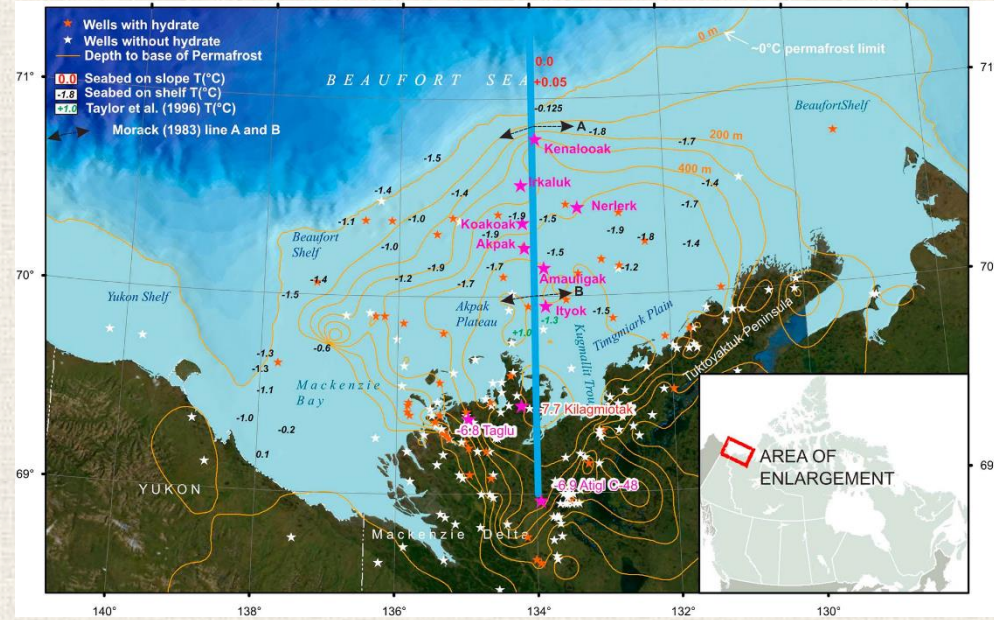 Wells with hydrate
Wells without hydrate
Depth to base of Permafrost
0.0 Seabed on slope T(°C)
-1.8 Seabed on shelf T(°C)
+1.0 Taylor et al. (1996) T(°C)
Morack (1983) line A and B
0 m
~0°C permafrost limit
71°
71°
BEAUFORT SEA
0.0
+0.05
-0.125
Beaufort Shelf
A
-1.8
-1.7
200 m
Kenalooak
-1.5
400 m
-1.4
-1.4
-1.4
Irkaluk
-1.7
Nerlerk
-1.1
-1.0
-1.9
-1.5
Koakoak
-1.9
-1.9
-1.8
-1.4
Beaufort
Shelf
-1.0
Akpak
-1.5
70°
70°
-1.9
-1.7
-1.2
-1.4
-1.2
-1.7
Amauligak
Yukon Shelf
-1.5
B
Akpak
Plateau
Ityok
-1.5
Timgmiark Plain
Tuktoyaktuk Peninsula
-1.3
+1.0
Kugmallit Trou
-0.6
-1.3
-1.3
-1.1
Mackenzie
Bay
-7.7 Kilagmiotak
-1.0
-0.2
-6.8 Taglu
0.1
69°
69
AREA OF
ENLARGEMENT
YUKON
-6.9 Atigl C-48
Mackenzie Delta
140°
138°
136°
134°
132°
130°